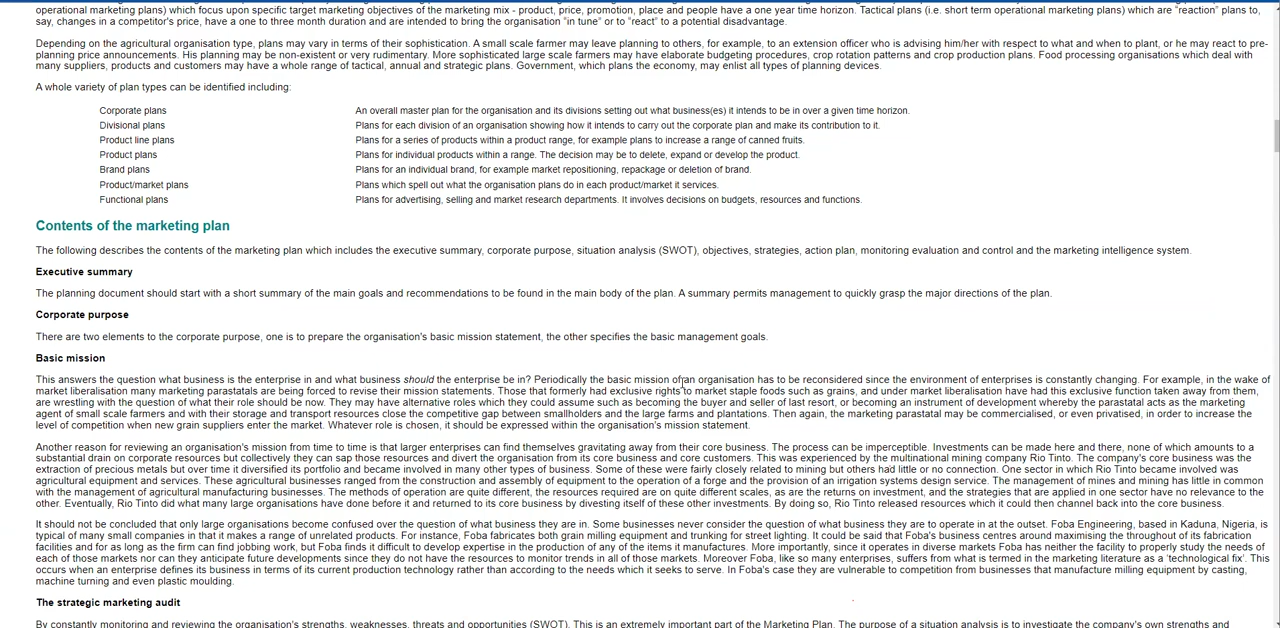 operational marketing plans) which focus upon specific target marketing objectives of the marketing mix - product, price, promotion, place and people have a one year time horizon. Tactical plans (i.e. short term operational marketing plans) which are "reaction" plans to,
say, changes in a competitor's price, have a one to three month duration and are intended to bring the organisation "in tune" or to "react" to a potential disadvantage.
Depending on the agricultural organisation type, plans may vary in terms of their sophistication. A small scale farmer may leave planning to others, for example, to an extension officer who is advising him/her with respect to what and when to plant, or he may react to pre-
planning price announcements. His planning may be non-existent or very rudimentary. More sophisticated large scale farmers may have elaborate budgeting procedures, crop rotation patterns and crop production plans. Food processing organisations which deal with
many suppliers, products and customers may have a whole range of tactical, annual and strategic plans. Government, which plans the economy, may enlist all types of planning devices.
A whole variety of plan types can be identified including:
Corporate plans An overall master plan for the organisation and its divisions setting out what business(es) it intends to be in over a given time horizon.
Divisional plans Plans for each division of an organisation showing how it intends to carry out the corporate plan and make its contribution to it.
Product line plans Plans for a series of products within a product range, for example plans to increase a range of canned fruits.
Product plans Plans for individual products within a range. The decision may be to delete, expand or develop the product.
Brand plans Plans for an individual brand, for example market repositioning, repackage or deletion of brand.
Product/market plans Plans which spell out what the organisation plans do in each product/market it services.
Functional plans Plans for advertising, selling and market research departments. It involves decisions on budgets, resources and functions.
Contents of the marketing plan
The following describes the contents of the marketing plan which includes the executive summary, corporate purpose, situation analysis (SWOT), objectives, strategies, action plan, monitoring evaluation and control and the marketing intelligence system.
Executive summary
The planning document should start with a short summary of the main goals and recommendations to be found in the main body of the plan. A summary permits management to quickly grasp the major directions of the plan.
Corporate purpose
There are two elements to the corporate purpose, one is to prepare the organisation's basic mission statement, the other specifies the basic management goals.
Basic mission
This answers the question what business is the enterprise in and what business should the enterprise be in? Periodically the basic mission of an organisation has to be reconsidered since the environment of enterprises is constantly changing. For example, in the wake of
market liberalisation many marketing parastatals are being forced to revise their mission statements. Those that formerly had exclusive rights to market staple foods such as grains, and under market liberalisation have had this exclusive function taken away from them,
are wrestling with the question of what their role should be now. They may have alternative roles which they could assume such as becoming the buyer and seller of last resort, or becoming an instrument of development whereby the parastatal acts as the marketing
agent of small scale farmers and with their storage and transport resources close the competitive gap between smallholders and the large farms and plantations. Then again, the marketing parastatal may be commercialised, or even privatised, in order to increase the
level of competition when new grain suppliers enter the market. Whatever role is chosen, it should be expressed within the organisation's mission statement.
Another reason for reviewing an organisation's mission from time to time is that larger enterprises can find themselves gravitating away from their core business. The process can be imperceptible. Investments can be made here and there, none of which amounts to a
substantial drain on corporate resources but collectively they can sap those resources and divert the organisation from its core business and core customers. This was experienced by the multinational mining company Rio Tinto. The company's core business was the
extraction of precious metals but over time it diversified its portfolio and became involved in many other types of business. Some of these were fairly closely related to mining but others had little or no connection. One sector in which Rio Tinto became involved was
agricultural equipment and services. These agricultural businesses ranged from the construction and assembly of equipment to the operation of a forge and the provision of an irrigation systems design service. The management of mines and mining has little in common
with the management of agricultural manufacturing businesses. The methods of operation are quite different, the resources required are on quite different scales, as are the returns on investment, and the strategies that are applied in one sector have no relevance to the
other. Eventually, Rio Tinto did what many large organisations have done before it and returned to its core business by divesting itself of these other investments. By doing so, Rio Tinto released resources which it could then channel back into the core business.
It should not be concluded that only large organisations become confused over the question of what business they are in. Some businesses never consider the question of what business they are to operate in at the outset. Foba Engineering, based in Kaduna, Nigeria, is
typical of many small companies in that it makes a range of unrelated products. For instance, Foba fabricates both grain milling equipment and trunking for street lighting. It could be said that Foba's business centres around maximising the throughout of its fabrication
facilities and for as long as the firm can find jobbing work, but Foba finds it difficult to develop expertise in the production of any of the items it manufactures. More importantly, since it operates in diverse markets Foba has neither the facility to properly study the needs of
each of those markets nor can they anticipate future developments since they do not have the resources to monitor trends in all of those markets. Moreover Foba, like so many enterprises, suffers from what is termed in the marketing literature as a 'technological fix'. This
occurs when an enterprise defines its business in terms of its current production technology rather than according to the needs which it seeks to serve. In Foba's case they are vulnerable to competition from businesses that manufacture milling equipment by casting,
machine turning and even plastic moulding.
The strategic marketing audit
By constantly monitoring and reviewing the organisation's strengths, weaknesses, threats and opportunities (SWOT). This is an extremely important part of the Marketing Plan. The purpose of a situation analysis is to investigate the company's own strengths and